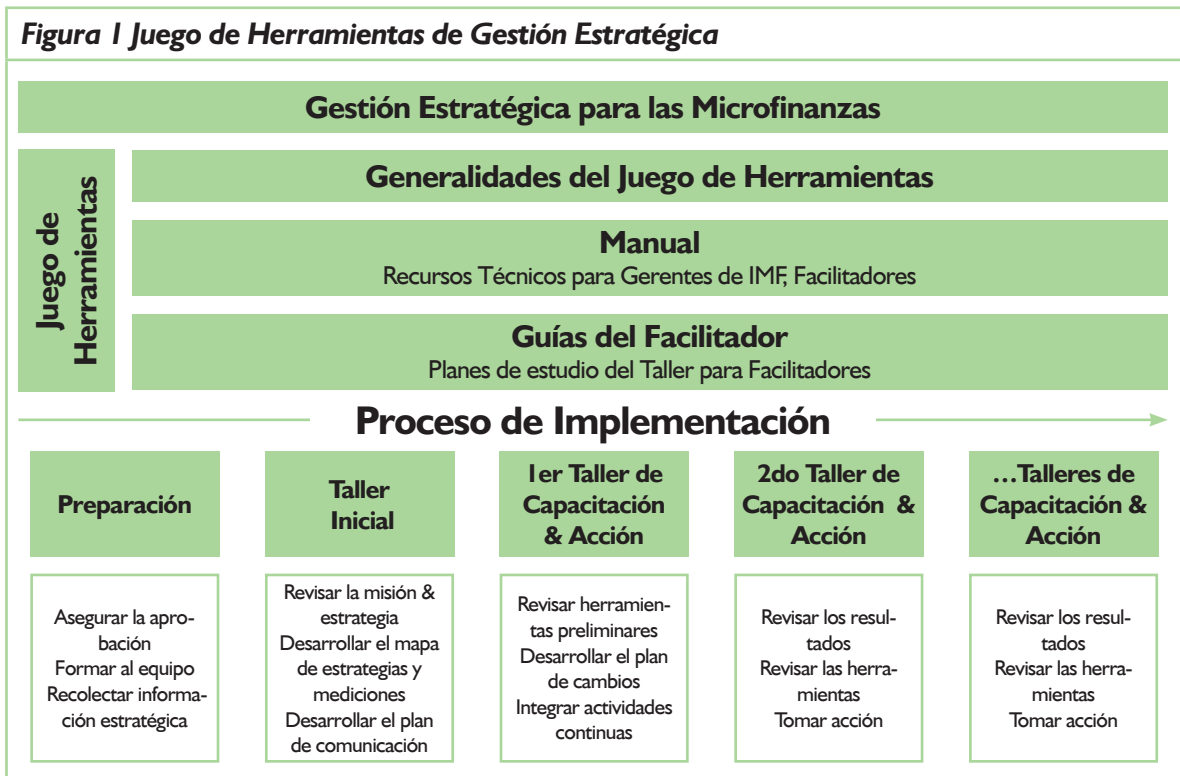 Figura 1 Juego de Herramientas de Gestión Estratégica
Gestión Estratégica para las Microfinanzas
Juego de
Herramientas
Generalidades del Juego de Herramientas
Manual
Recursos Técnicos para Gerentes de IMF, Facilitadores
Guías del Facilitador
Planes de estudio del Taller para Facilitadores
Proceso de Implementación
Preparación
Taller
Inicial
1er Taller de
Capacitación
& Acción
2do Taller de
Capacitación &
Acción
…Talleres de
Capacitación &
Acción
Asegurar la apro-
bación
Formar al equipo
Recolectar informa-
ción estratégica
Revisar la misión &
estrategia
Desarrollar el mapa
de estrategias y
mediciones
Desarrollar el plan
de comunicación
Revisar herramien-
tas preliminares
Desarrollar el plan
de cambios
Integrar actividades
continuas
Revisar los resul-
tados
Revisar las herra-
mientas
Tomar acción
Revisar los resul-
tados
Revisar las herra-
mientas
Tomar acción